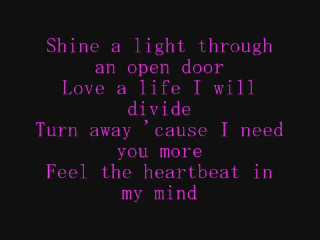 Shine a light through
an open door
Love a life I will
divide
Turn away 'cause I need
you more
Feel the heartbeat in
my mind